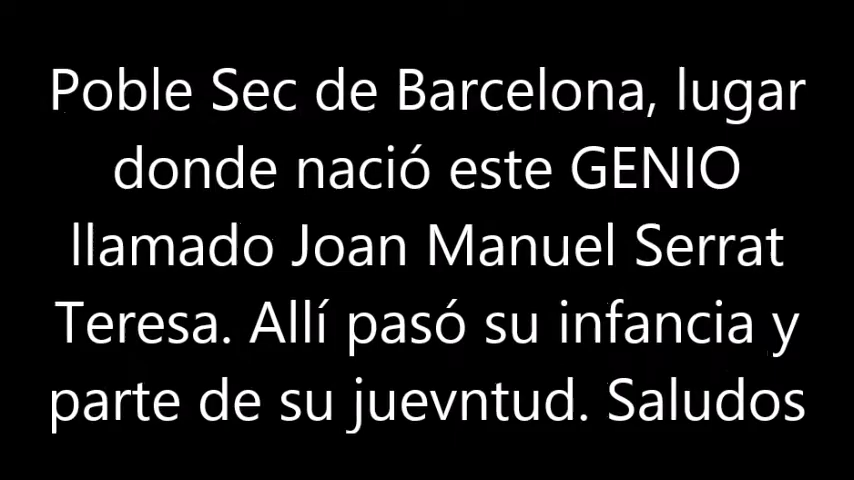 Poble Sec de Barcelona, lugar
donde nació este GENIO
llamado Joan Manuel Serrat
Teresa. Allí pasó su infancia y
parte de su juevntud. Saludos